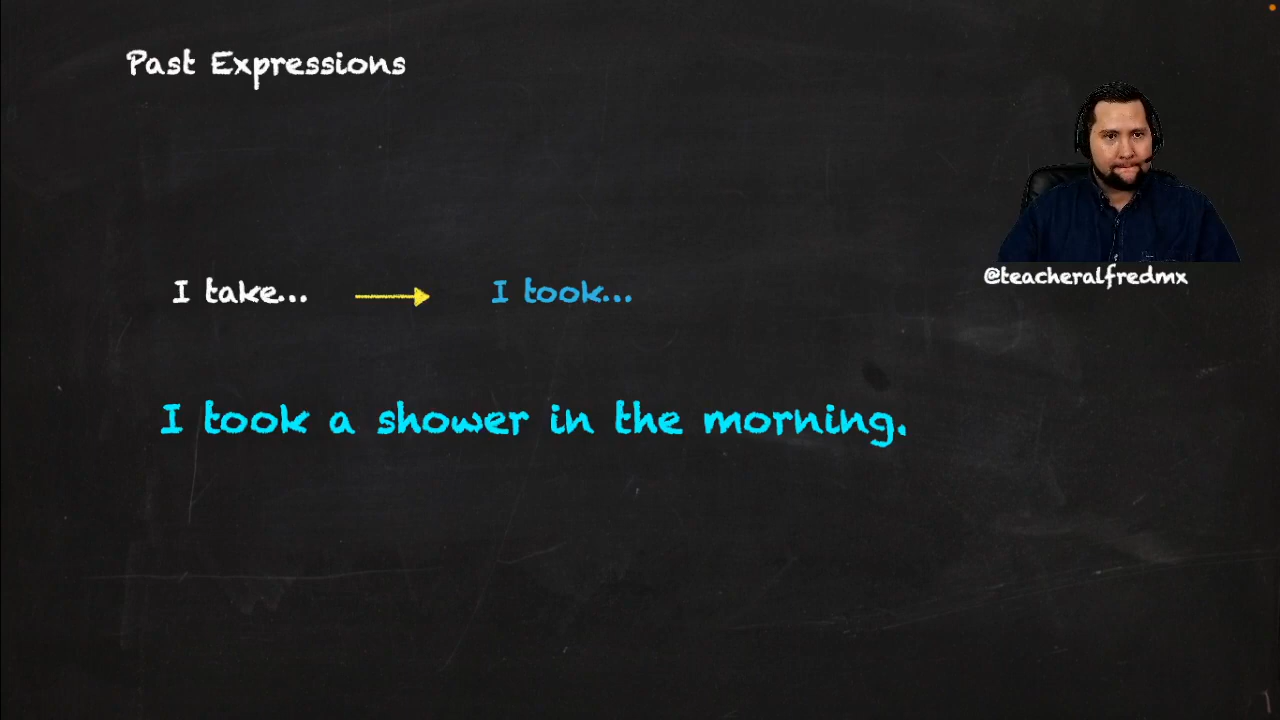 Past Expressions
@teacheralfredmx
I take... I took...
I took a shower in the morning.